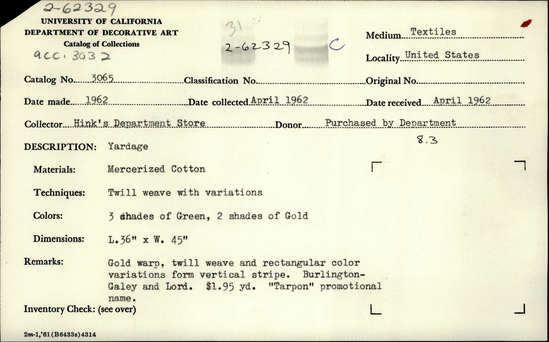 2-62329
UNIVERSITY OF CALIFORNIA
DEPARTMENT OF DECORATIVE ART
Catalog of Collections
acc. 303 2
31
2-62329 C
Medium Textiles
Locality United States
Catalog No. 3065 Classification No. Original No.
Date made 1962 Date collected April 1962 Date received April 1962
Collector Hink's Department Store Donor Purchased by Department
8.3
DESCRIPTION: Yardage
Materials: Mercerized Cotton
Techniques: Twill weave with variations
Colors: 3 shades of Green, 2 shades of Gold
Dimensions: L.36" x W. 45"
Remarks: Gold warp, twill weave and rectangular color
variations form vertical stripe. Burlington-
Galey and Lord. $1.95 yd. "Tarpon" promotional
name.
Inventory Check: (see over)
2m-1,'61(B6433s)4314